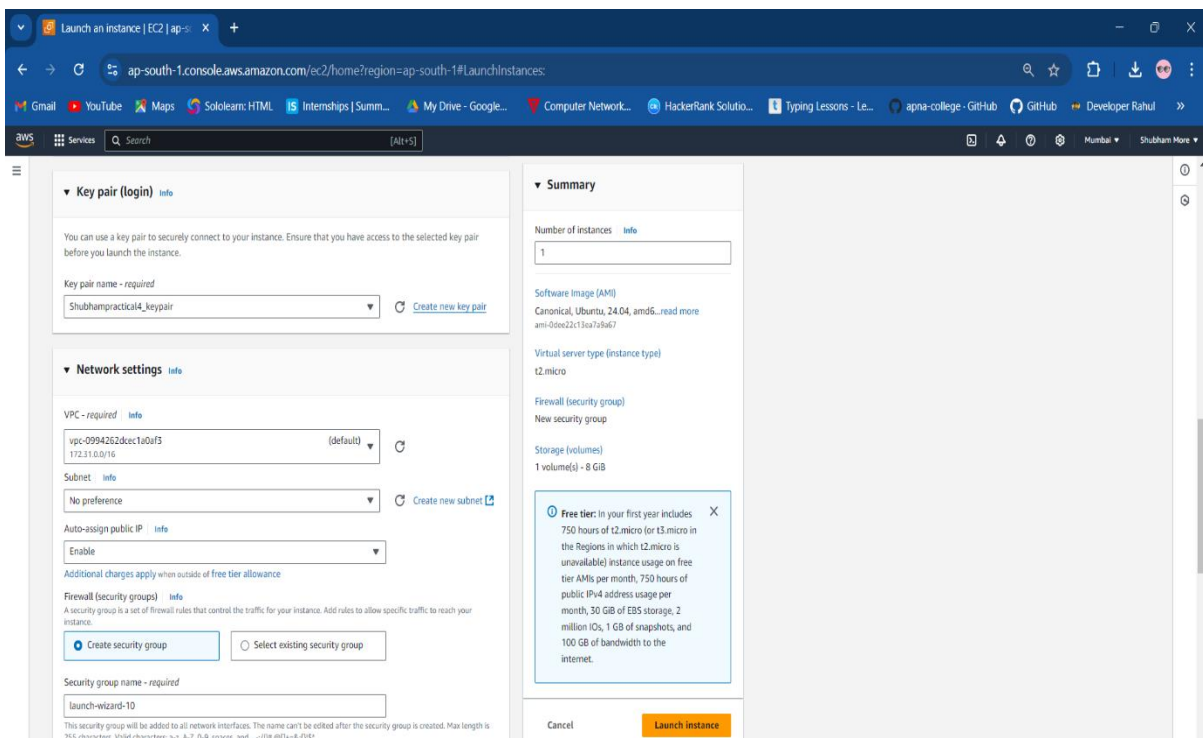 Launch an instance | EC2 | ap-so
ap-south-1.console.aws.amazon.com/ec2/home?region=ap-south-1#LaunchInstances:
Gmail YouTube Maps Sololearn: HTML Internships | Summ... My Drive - Google... Computer Network... HackerRank Solutio... Typing Lessons - Le... apna-college - GitHub GitHub Developer Rahul »
aws Services Search [Alt+S] Mumbai Shubham More
Key pair (login) Info
You can use a key pair to securely connect to your instance. Ensure that you have access to the selected key pair
before you launch the instance.
Key pair name - required
Shubhampractical4_keypair Create new key pair
Network settings Info
VPC - required Info
vpc-0994262dcec1a0af3 (default)
172.31.0.0/16
Subnet Info
No preference Create new subnet
Auto-assign public IP Info
Enable
Additional charges apply when outside of free tier allowance
Firewall (security groups) Info
A security group is a set of firewall rules that control the traffic for your instance. Add rules to allow specific traffic to reach your
instance.
Create security group Select existing security group
Security group name - required
launch-wizard-10
This security group will be added to all network interfaces. The name can't be edited after the security group is created. Max length is
Summary
Number of instances Info
1
Software Image (AMI)
Canonical, Ubuntu, 24.04, amd6...read more
ami-0dee22c13ea7a9a67
Virtual server type (instance type)
t2.micro
Firewall (security group)
New security group
Storage (volumes)
1 volume(s) - 8 GiB
Free tier: In your first year includes
750 hours of t2.micro (or t3.micro in
the Regions in which t2.micro is
unavailable) instance usage on free
tier AMIs per month, 750 hours of
public IPv4 address usage per
month, 30 GiB of EBS storage, 2
million IOs, 1 GB of snapshots, and
100 GB of bandwidth to the
internet.
Cancel Launch instance